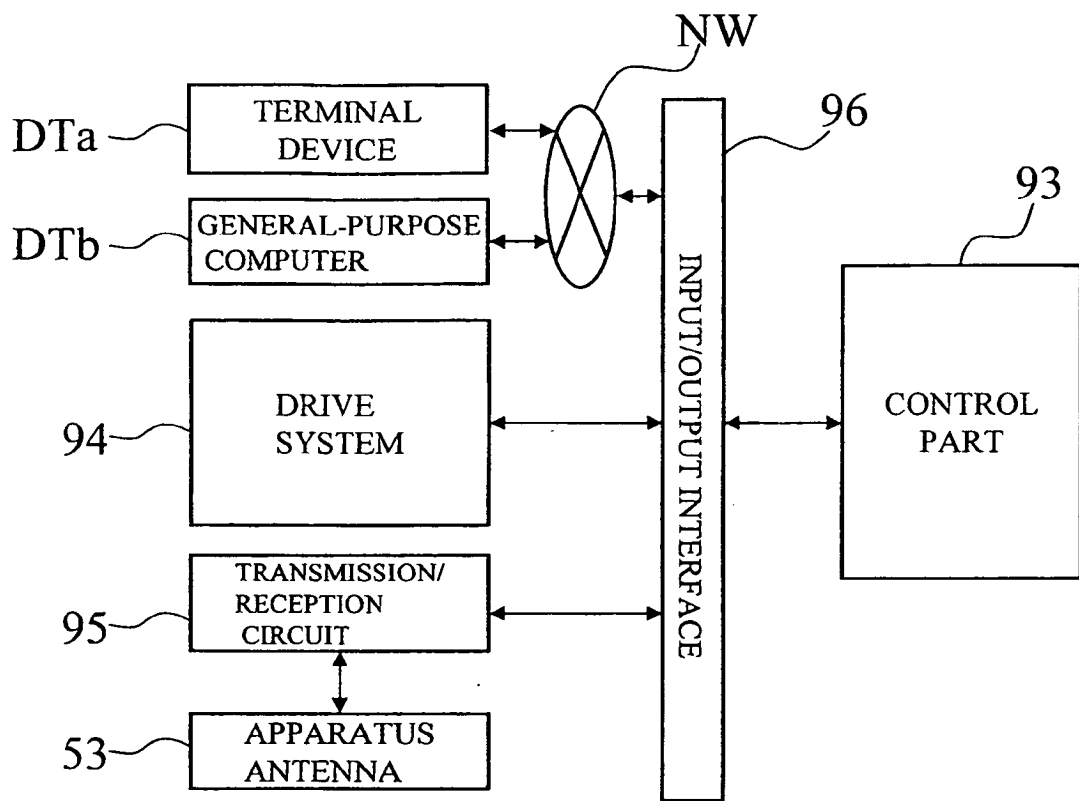 NW
TERMINAL
DEVICE
DTa
96
93
GENERAL-PURPOSE
COMPUTER
DTb
INPUT/OUTPUT INTERFACE
DRIVE
SYSTEM
94
CONTROL
PART
TRANSMISSION/
RECEPTION
CIRCUIT
95
APPARATUS
ANTENNA
53